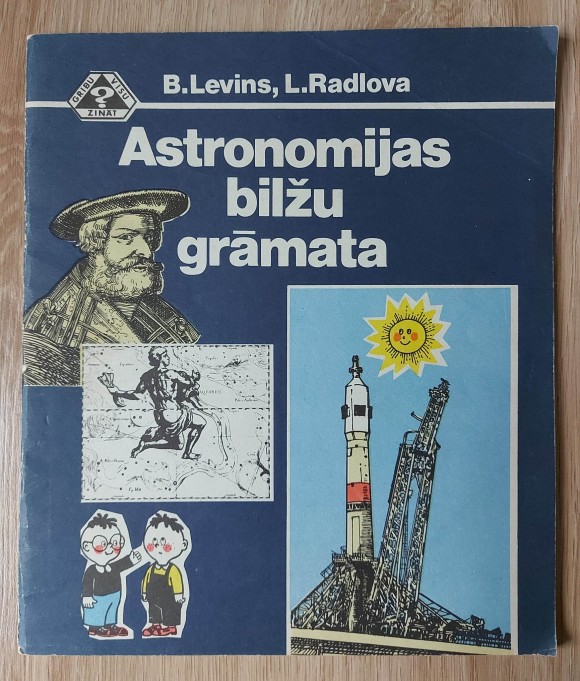 GRIBU VISU
?
ZINĀT
B.Levins, L.Radlova
Astronomijas
bilžu
grāmata